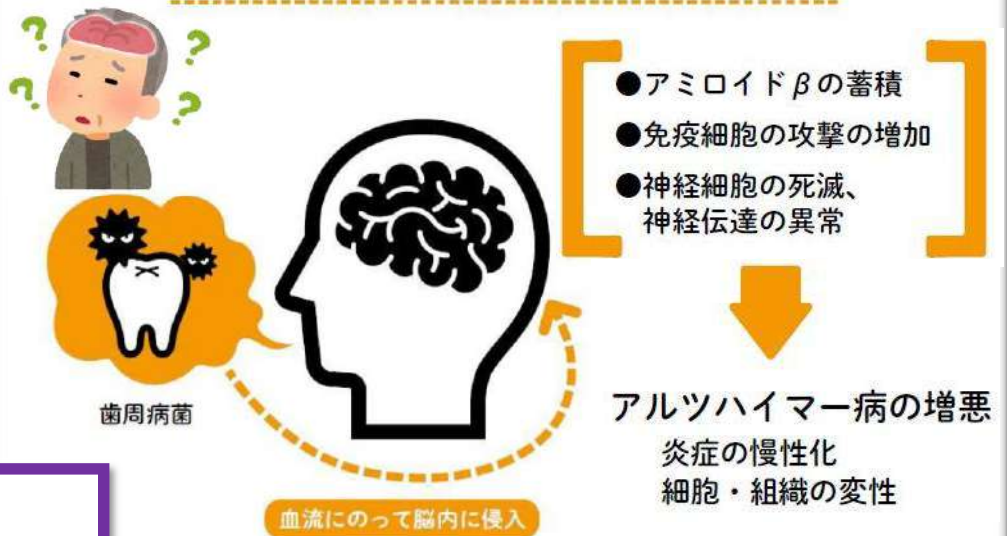 ? ? ? ?
●アミロイドβの蓄積
●免疫細胞の攻撃の増加
●神経細胞の死滅、
神経伝達の異常
歯周病菌
アルツハイマー病の増悪
炎症の慢性化
細胞・組織の変性
血流にのって脳内に侵入